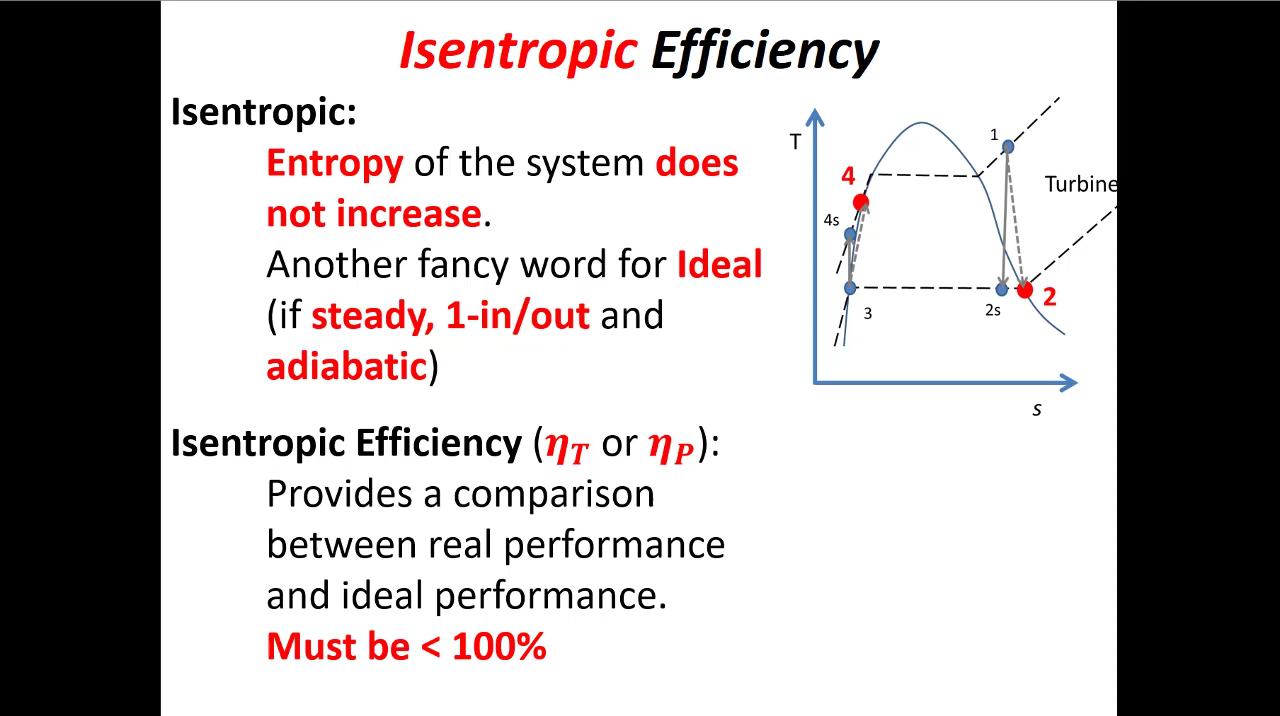 Isentropic Efficiency
Isentropic:
Entropy of the system does
not increase.
Another fancy word for Ideal
(if steady, 1-in/out and
adiabatic)
Isentropic Efficiency (η_T or η_P):
Provides a comparison
between real performance
and ideal performance.
Must be < 100%
T
1
4
Turbine
4s
3
2s
2
s